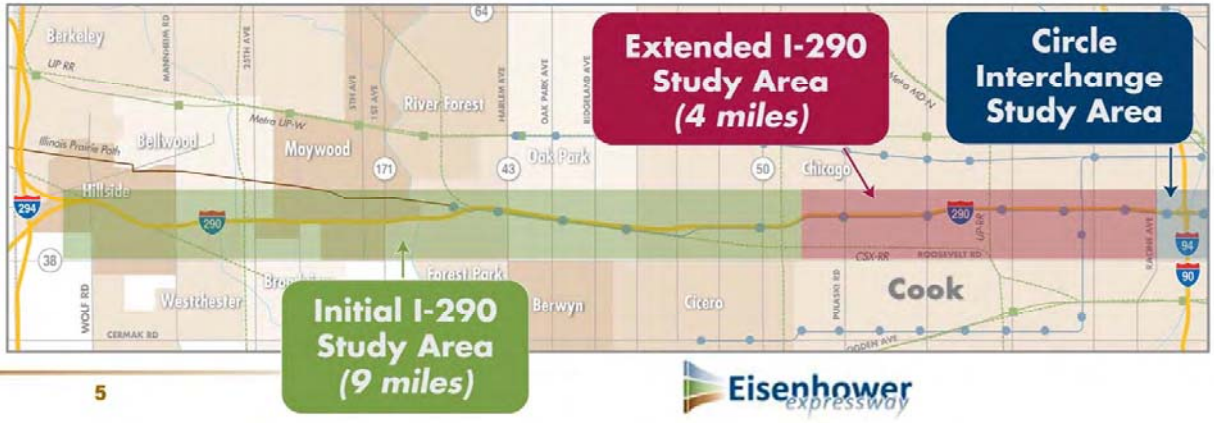 64
Berkeley
UP RR
MANNHEIM RD
25TH AVE
5TH AVE
1ST AVE
River Forest
HARLEM AVE
OAK PARK AVE
RIDGELAND AVE
Extended I-290
Study Area
(4 miles)
Metro MD-N
Circle
Interchange
Study Area
Illinois Prairie Path
Bellwood
Metra UP-W
Maywood
171
43
Oak Park
50
Chicago
Hillside
294
290
290
UP-RR
RACINE AVE
94
38
CSX-RR
ROOSEVELT RD
90
WOLF RD
Westchester
Forest Park
Berwyn
Cicero
PULASKI RD
Cook
CERMAK RD
OGDEN AVE
Initial I-290
Study Area
(9 miles)
5
Eisenhower
expressway